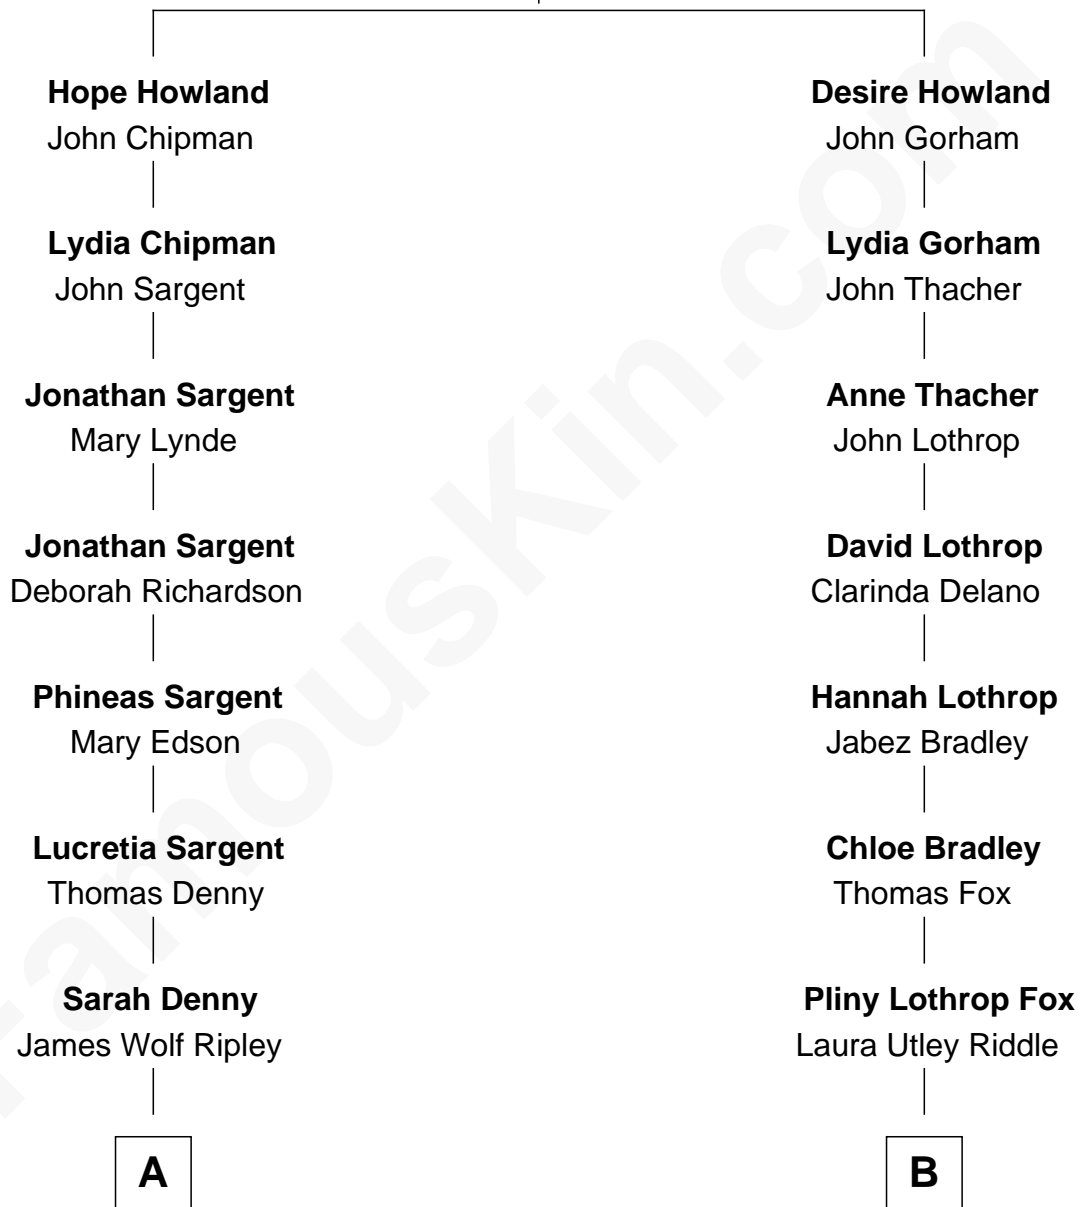 Hope Howland
John Chipman
Lydia Chipman
John Sargent
Jonathan Sargent
Mary Lynde
Jonathan Sargent
Deborah Richardson
Phineas Sargent
Mary Edson
Lucretia Sargent
Thomas Denny
Sarah Denny
James Wolf Ripley
A
Desire Howland
John Gorham
Lydia Gorham
John Thacher
Anne Thacher
John Lothrop
David Lothrop
Clarinda Delano
Hannah Lothrop
Jabez Bradley
Chloe Bradley
Thomas Fox
Pliny Lothrop Fox
Laura Utley Riddle
B
FamousKin.com